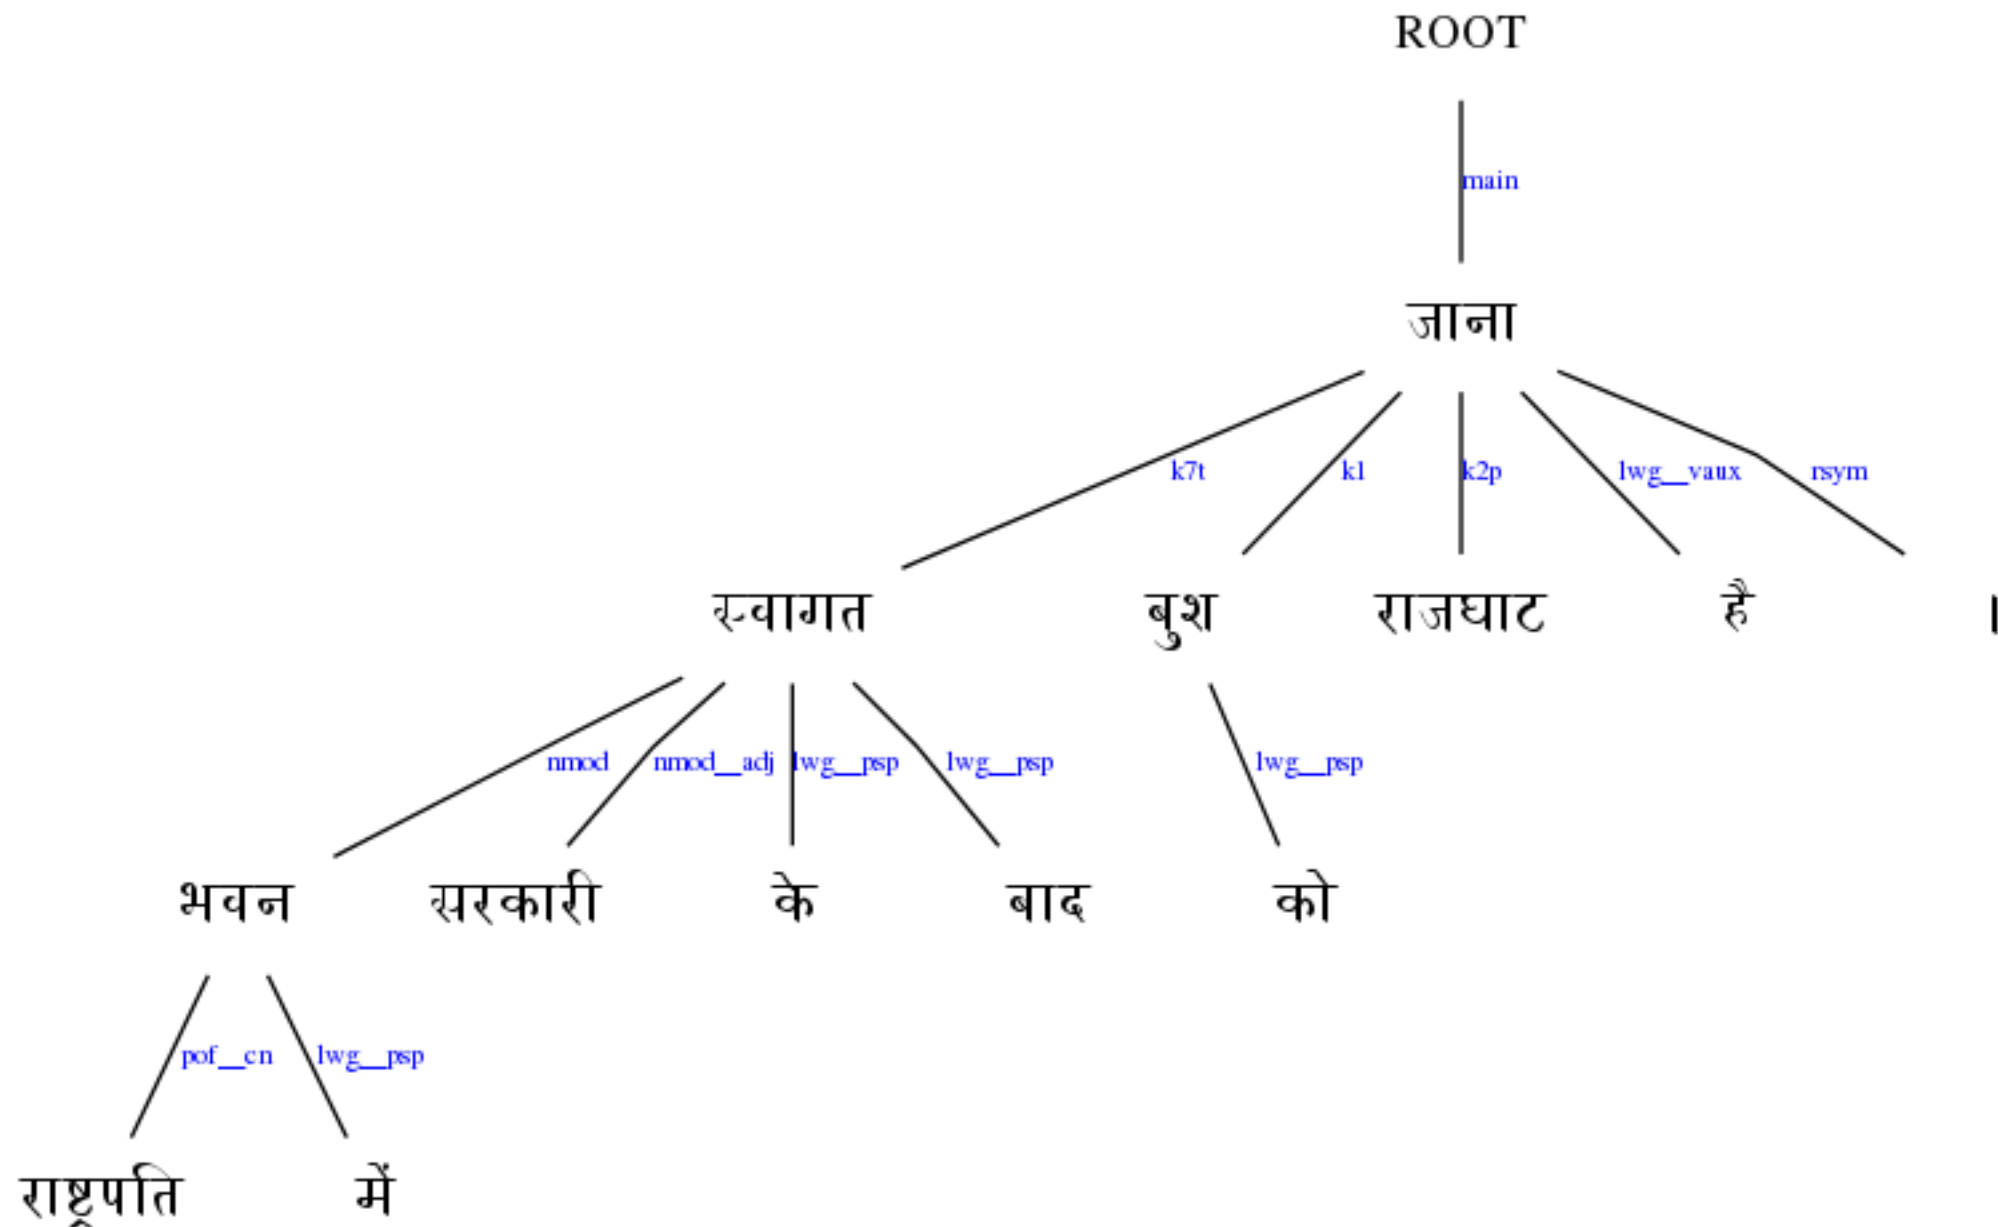 ROOT
main
जाना
k7t k1 k2p lwg__vaux rsym
स्वागत बुश राजघाट है ।
nmod nmod__adj lwg__psp lwg__psp lwg__psp
भवन सरकारी के बाद को
pof__cn lwg__psp
राष्ट्रपति में